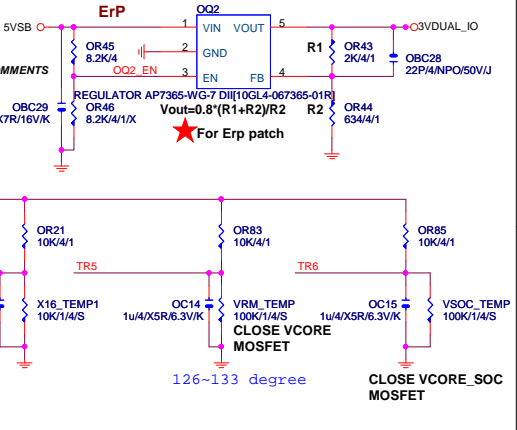 ErP
OQ2
5VSB
1
VIN
VOUT
5
3VDUAL_IO
OR45
8.2K/4
2
GND
R1
OR43
2K/4/1
OBC28
22P/4/NPO/50V/J
OMMENTS
OQ2_EN
3
EN
FB
4
REGULATOR AP7365-WG-7 DII[10GL4-067365-01R]
OBC29
X7R/16V/K
OR46
8.2K/4/1/X
Vout=0.8*(R1+R2)/R2
R2
OR44
634/4/1
For Erp patch
OR21
10K/4/1
OR83
10K/4/1
OR85
10K/4/1
TR5
TR6
X16_TEMP1
10K/1/4/S
OC14
1u/4/X5R/6.3V/K
VRM_TEMP
100K/1/4/S
OC15
1u/4/X5R/6.3V/K
VSOC_TEMP
100K/1/4/S
CLOSE VCORE
MOSFET
126~133 degree
CLOSE VCORE_SOC
MOSFET